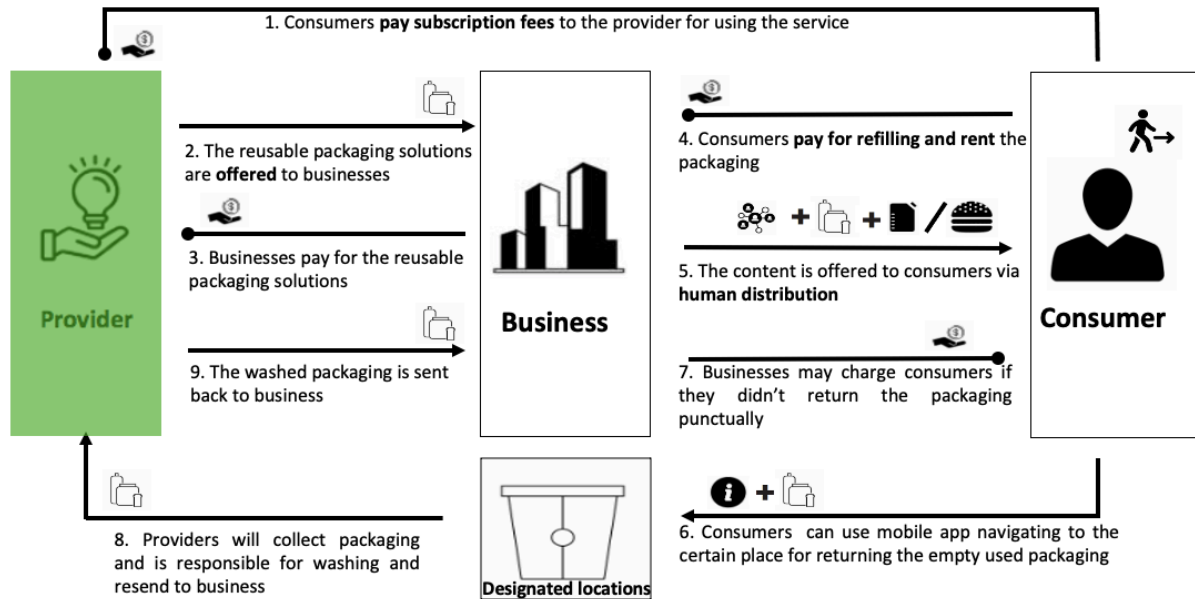 1. Consumers pay subscription fees to the provider for using the service
2. The reusable packaging solutions
are offered to businesses
3. Businesses pay for the reusable
packaging solutions
Provider
9. The washed packaging is sent
back to business
Business
4. Consumers pay for refilling and rent the
packaging
5. The content is offered to consumers via
human distribution
Consumer
7. Businesses may charge consumers if
they didn't return the packaging
punctually
8. Providers will collect packaging
and is responsible for washing and
resend to business
Designated locations
6. Consumers can use mobile app navigating to the
certain place for returning the empty used packaging